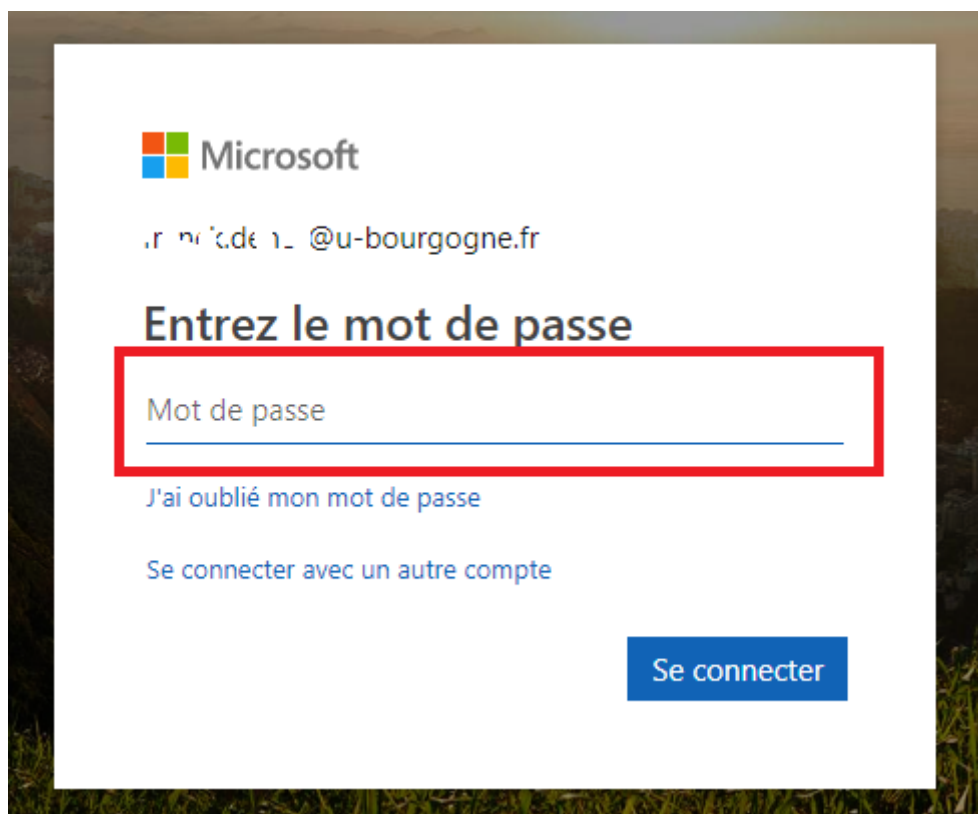 Microsoft
@u-bourgogne.fr
Entrez le mot de passe
Mot de passe
J'ai oublié mon mot de passe
Se connecter avec un autre compte
Se connecter